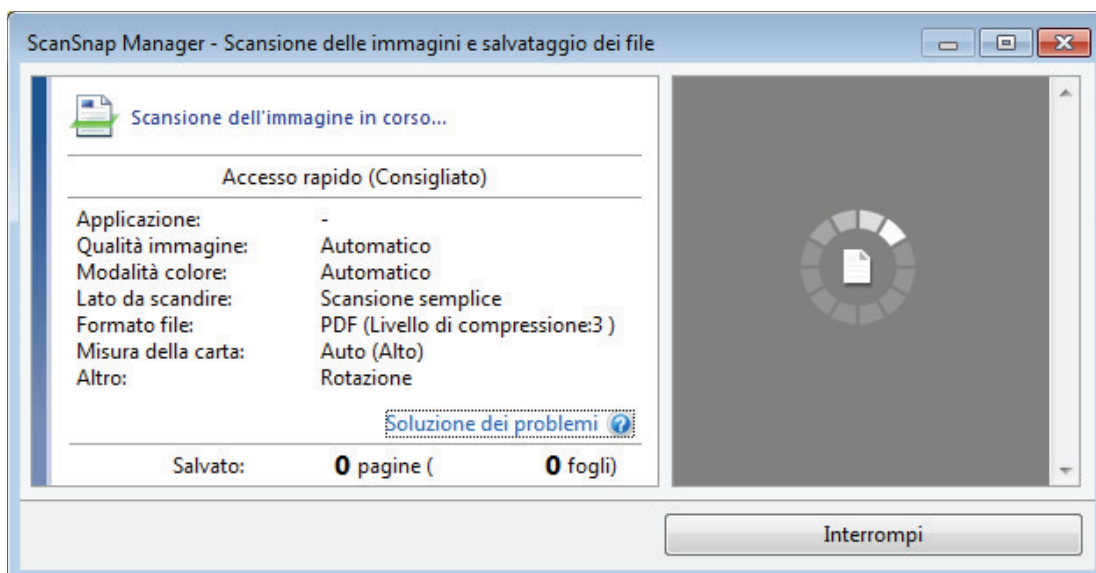 ScanSnap Manager - Scansione delle immagini e salvataggio dei file
Scansione dell'immagine in corso...
Accesso rapido (Consigliato)
Applicazione: -
Qualità immagine: Automatico
Modalità colore: Automatico
Lato da scandire: Scansione semplice
Formato file: PDF (Livello di compressione:3 )
Misura della carta: Auto (Alto)
Altro: Rotazione
Soluzione dei problemi ?
Salvato: 0 pagine ( 0 fogli)
Interrompi